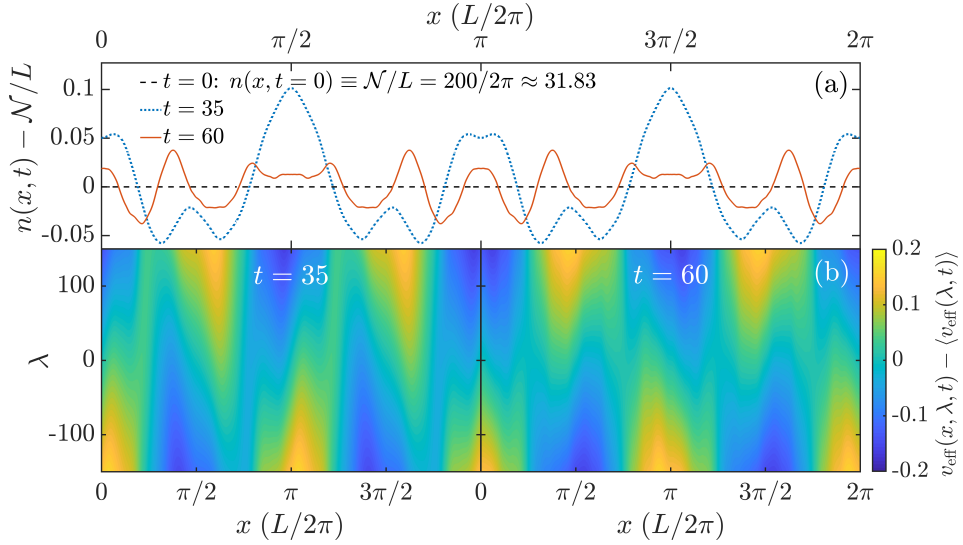 x (L/2π)
0 π/2 π 3π/2 2π
n(x, t) − 𝒩/L
0.1
0.05
0
-0.05
t = 0: n(x, t = 0) ≡ 𝒩/L = 200/2π ≈ 31.83
t = 35
t = 60
(a)
λ
100
0
-100
t = 35
t = 60
(b)
0.2
0.1
0
-0.1
-0.2
v_eff(x, λ, t) − ⟨v_eff(λ, t)⟩
0 π/2 π 3π/2 0 π/2 π 3π/2 2π
x (L/2π) x (L/2π)